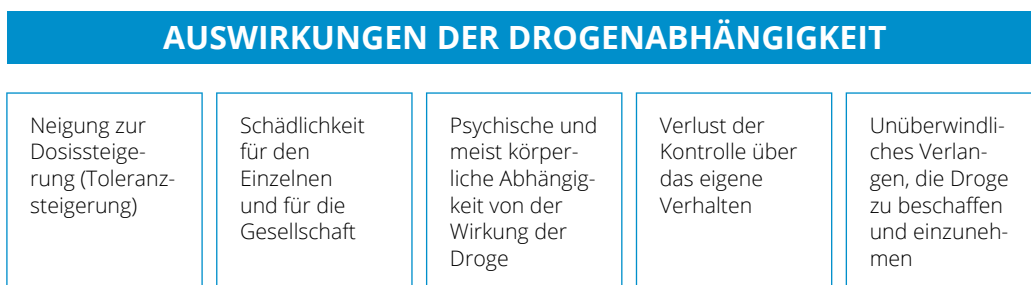 AUSWIRKUNGEN DER DROGENABHÄNGIGKEIT
Neigung zur
Dosissteige-
rung (Toleranz-
steigerung)
Schädlichkeit
für den
Einzelnen
und für die
Gesellschaft
Psychische und
meist körper-
liche Abhängig-
keit von der
Wirkung der
Droge
Verlust der
Kontrolle über
das eigene
Verhalten
Unüberwindli-
ches Verlan-
gen, die Droge
zu beschaffen
und einzuneh-
men